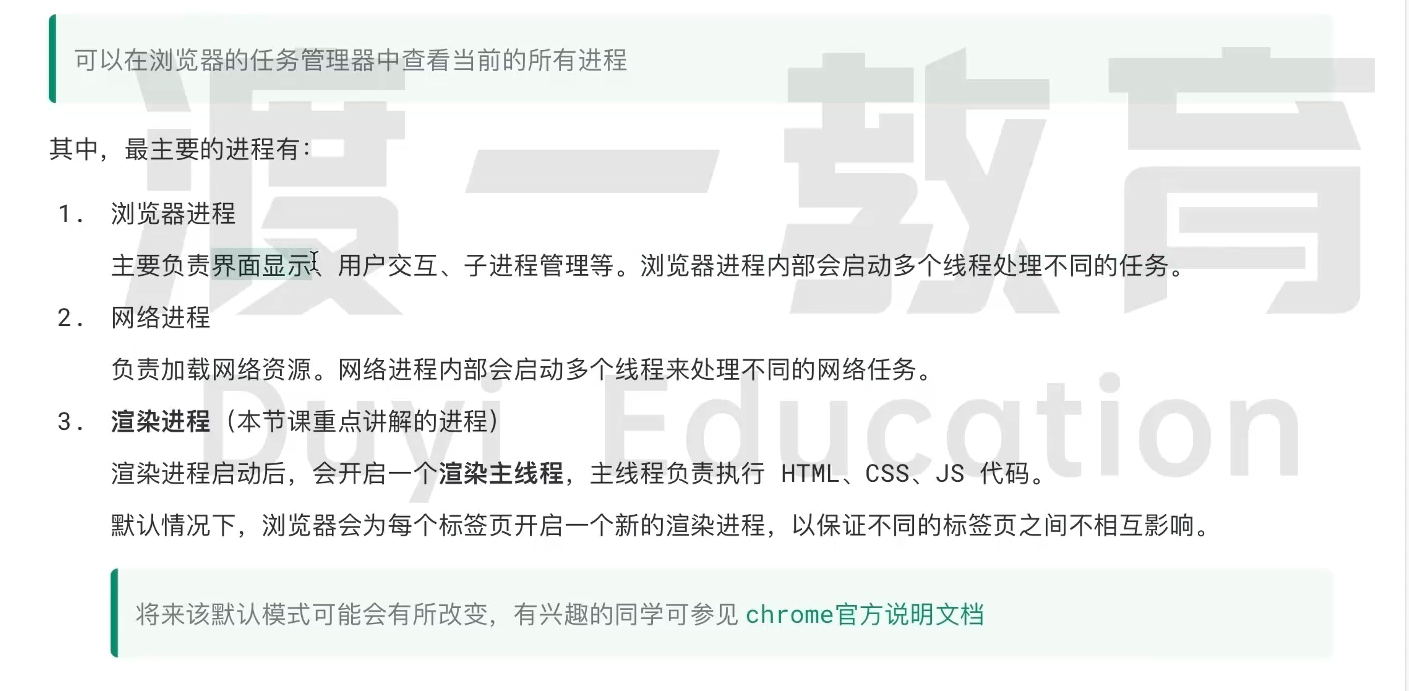 可以在浏览器的任务管理器中查看当前的所有进程
其中，最主要的进程有：
1. 浏览器进程
主要负责界面显示、用户交互、子进程管理等。浏览器进程内部会启动多个线程处理不同的任务。
2. 网络进程
负责加载网络资源。网络进程内部会启动多个线程来处理不同的网络任务。
3. 渲染进程（本节课重点讲解的进程）
渲染进程启动后，会开启一个渲染主线程，主线程负责执行 HTML、CSS、JS 代码。
默认情况下，浏览器会为每个标签页开启一个新的渲染进程，以保证不同的标签页之间不相互影响。
将来该默认模式可能会有所改变，有兴趣的同学可参见 chrome官方说明文档
渡一教育
Duyi Education